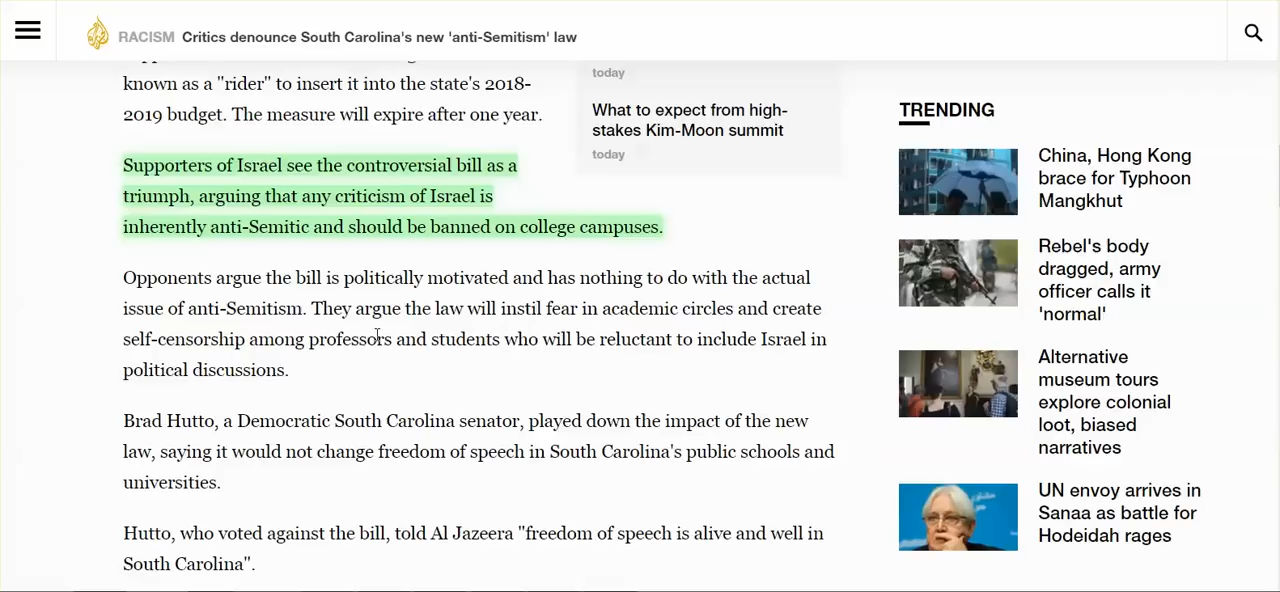 RACISM Critics denounce South Carolina's new 'anti-Semitism' law
known as a "rider" to insert it into the state's 2018-
2019 budget. The measure will expire after one year.
Supporters of Israel see the controversial bill as a
triumph, arguing that any criticism of Israel is
inherently anti-Semitic and should be banned on college campuses.
Opponents argue the bill is politically motivated and has nothing to do with the actual
issue of anti-Semitism. They argue the law will instil fear in academic circles and create
self-censorship among professors and students who will be reluctant to include Israel in
political discussions.
Brad Hutto, a Democratic South Carolina senator, played down the impact of the new
law, saying it would not change freedom of speech in South Carolina's public schools and
universities.
Hutto, who voted against the bill, told Al Jazeera "freedom of speech is alive and well in
South Carolina".
today
What to expect from high-
stakes Kim-Moon summit
today
TRENDING
China, Hong Kong
brace for Typhoon
Mangkhut
Rebel's body
dragged, army
officer calls it
'normal'
Alternative
museum tours
explore colonial
loot, biased
narratives
UN envoy arrives in
Sanaa as battle for
Hodeidah rages